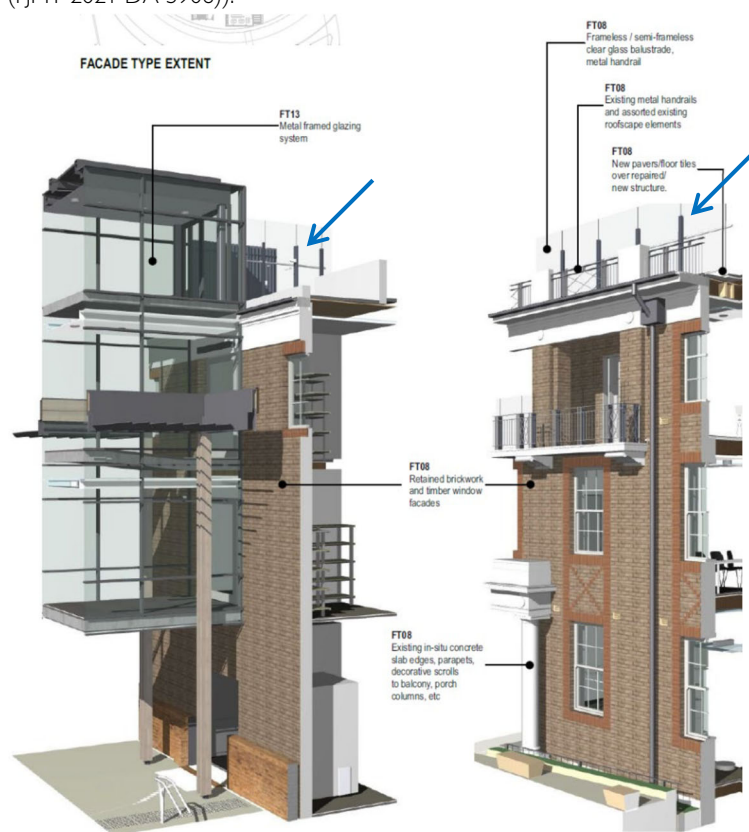 FACADE TYPE EXTENT
FT13
Metal framed glazing
system
FT08
Frameless / semi-frameless
clear glass balustrade,
metal handrail
FT08
Existing metal handrails
and assorted existing
roofscape elements
FT08
New pavers/floor tiles
over repaired/
new structure.
FT08
Retained brickwork
and timber window
facades
FT08
Existing in-situ concrete
slab edges, parapets,
decorative scrolls
to balcony, porch
columns, etc